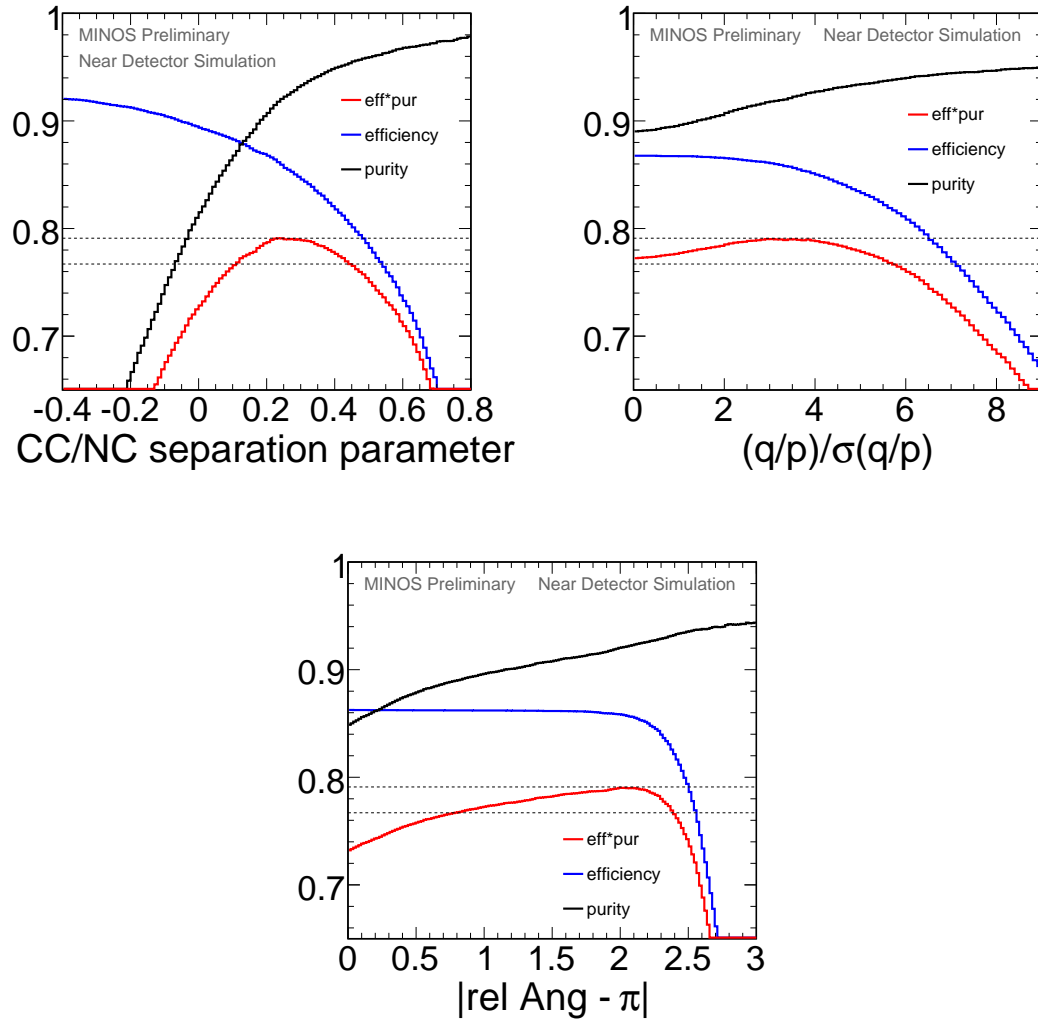 MINOS Preliminary
Near Detector Simulation
eff*pur
efficiency
purity
1
0.9
0.8
0.7
-0.4 -0.2 0 0.2 0.4 0.6 0.8
CC/NC separation parameter
MINOS Preliminary Near Detector Simulation
eff*pur
efficiency
purity
1
0.9
0.8
0.7
0 2 4 6 8
(q/p)/σ(q/p)
MINOS Preliminary Near Detector Simulation
1
0.9
0.8
0.7
eff*pur
efficiency
purity
0 0.5 1 1.5 2 2.5 3
|rel Ang - π|